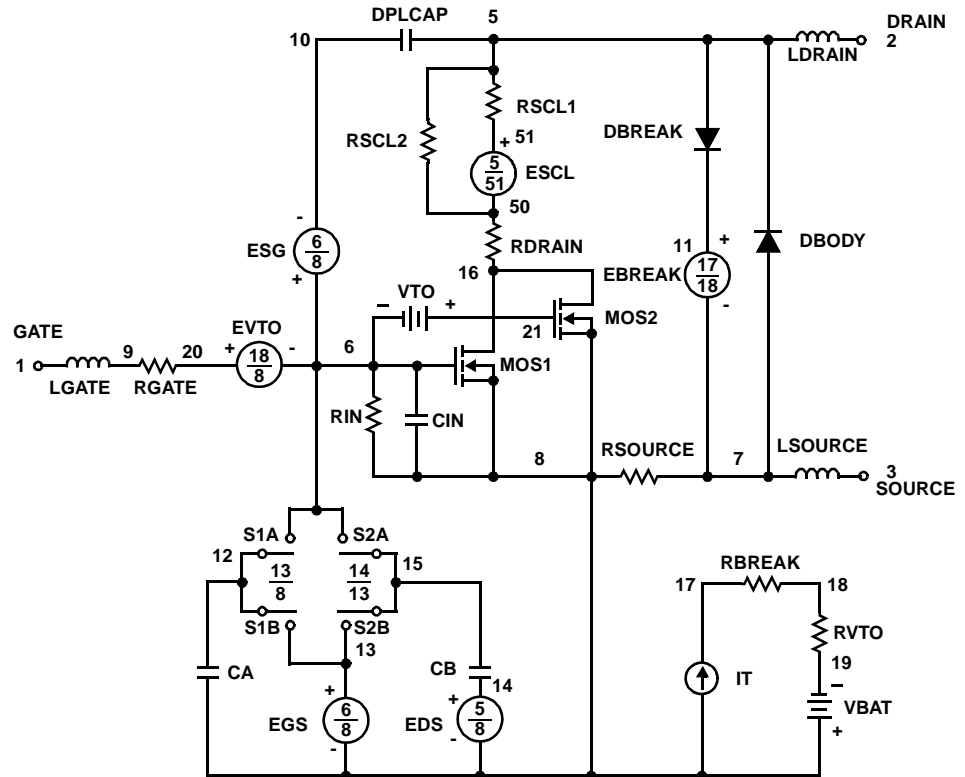 DPLCAP
5
DRAIN
2
10
LDRAIN
RSCL1
RSCL2
+ 51
5
51
ESCL
DBREAK
50
RDRAIN
DBODY
-
ESG
6
8
+
11
+
EBREAK
17
18
-
16
VTO
-
+
21
MOS2
GATE
1
LGATE
9
RGATE
20
EVTO
+
18
8
-
6
MOS1
RIN
CIN
8
RSOURCE
7
LSOURCE
3
SOURCE
S1A
S2A
12
13
8
14
13
15
S1B
S2B
13
RBREAK
17
18
RVTO
19
CA
CB
14
IT
-
VBAT
+
+
EGS
6
8
-
+
EDS
5
8
-